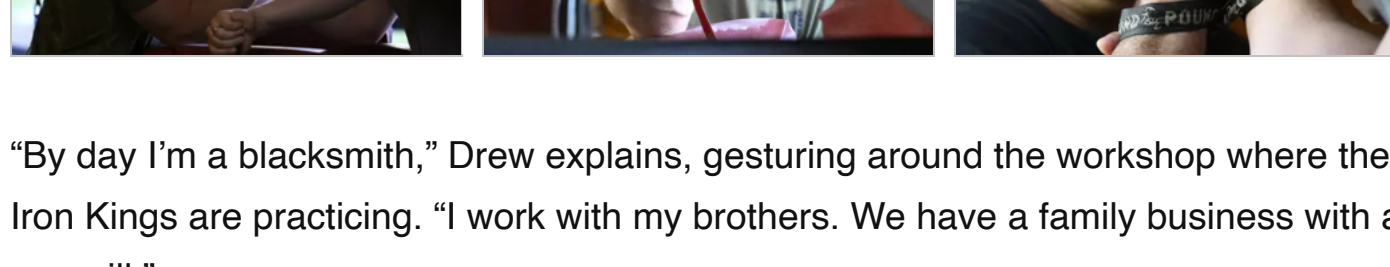 POUN
“By day I’m a blacksmith,” Drew explains, gesturing around the workshop where the
Iron Kings are practicing. “I work with my brothers. We have a family business with a